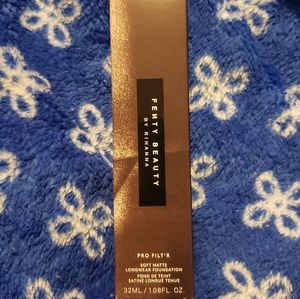 FENTY BEAUTY
BY RIHANNA
PRO FILT'R
SOFT MATTE
LONGWEAR FOUNDATION
FOND DE TEINT
SATINÉ LONGUE TENUE
32ML / 1.08FL. OZ.